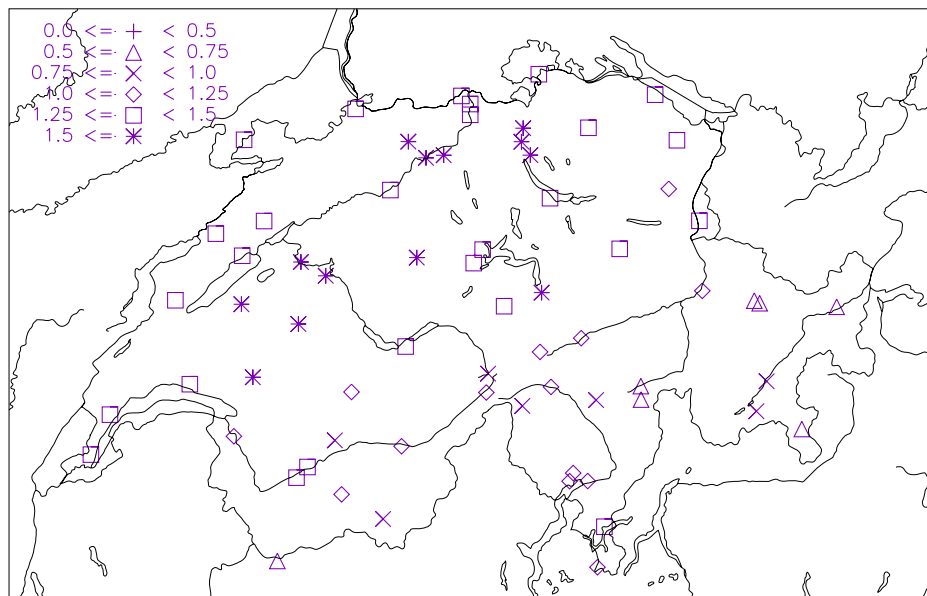 0.0 <= + < 0.5
0.5 <= △ < 0.75
0.75 <= × < 1.0
1.0 <= ◇ < 1.25
1.25 <= □ < 1.5
1.5 <= ✳